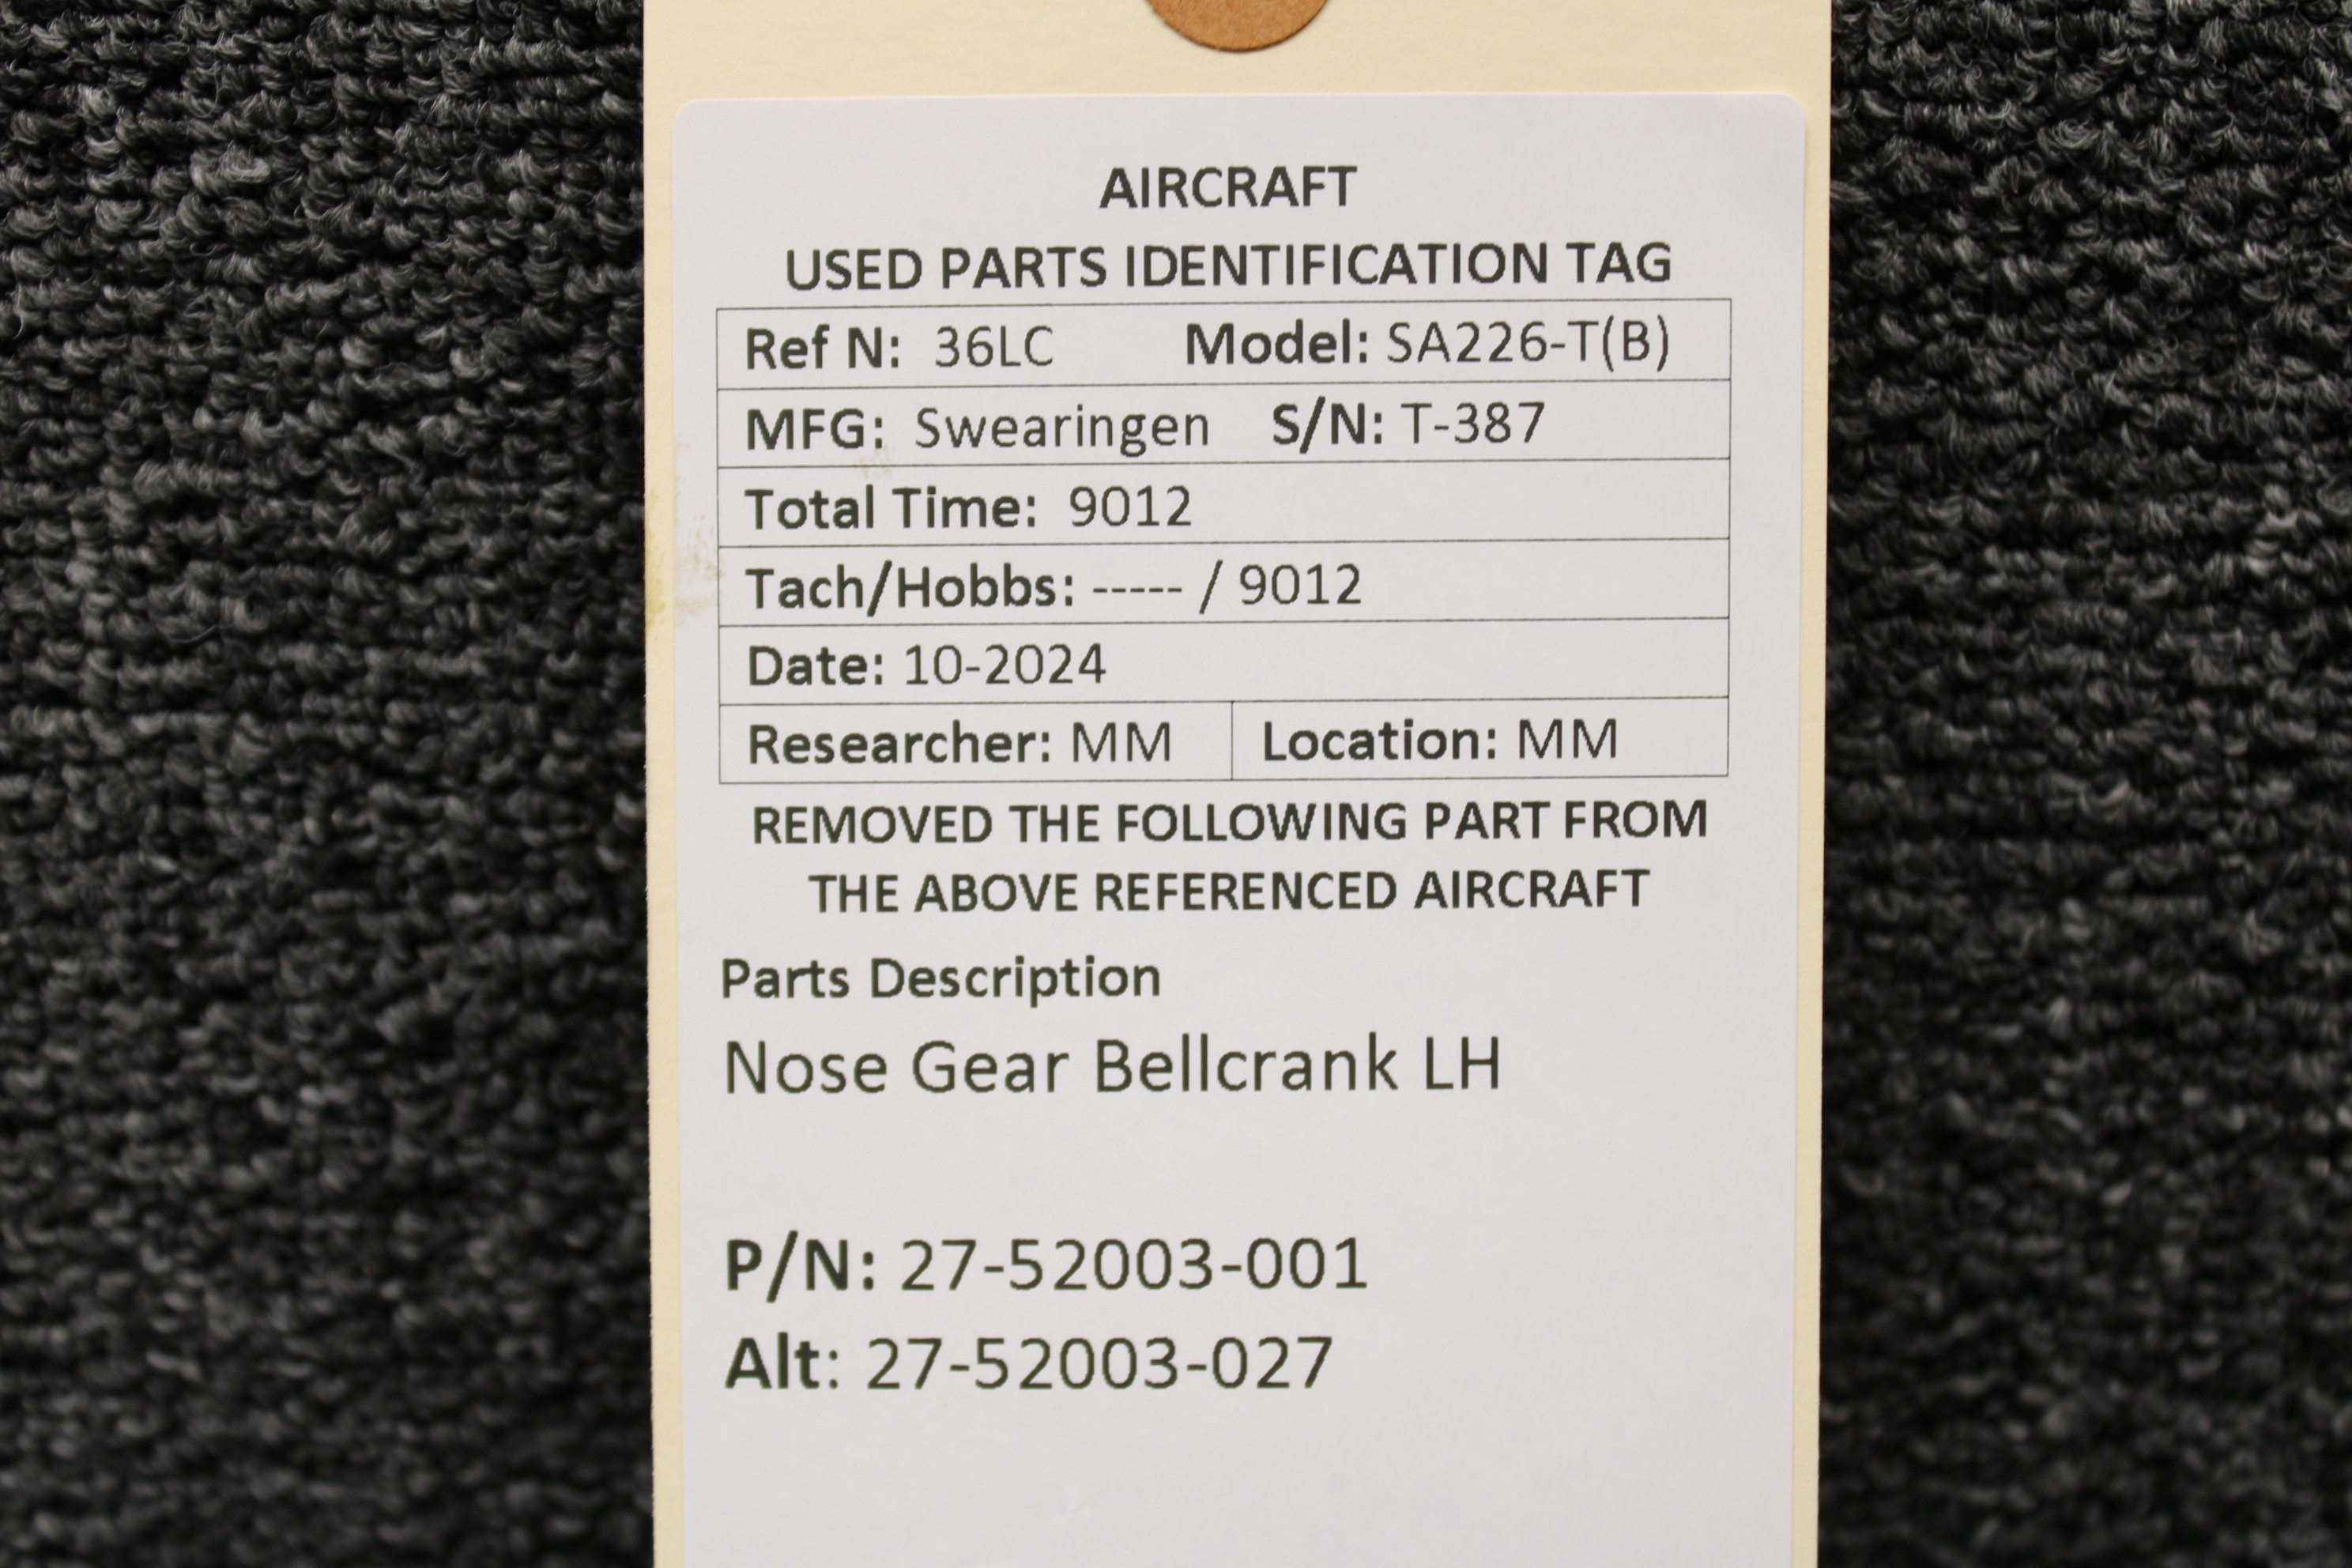 AIRCRAFT
USED PARTS IDENTIFICATION TAG
Ref N: 36LC Model: SA226-T(B)
MFG: Swearingen S/N: T-387
Total Time: 9012
Tach/Hobbs: ----- / 9012
Date: 10-2024
Researcher: MM Location: MM
REMOVED THE FOLLOWING PART FROM
THE ABOVE REFERENCED AIRCRAFT
Parts Description
Nose Gear Bellcrank LH
P/N: 27-52003-001
Alt: 27-52003-027